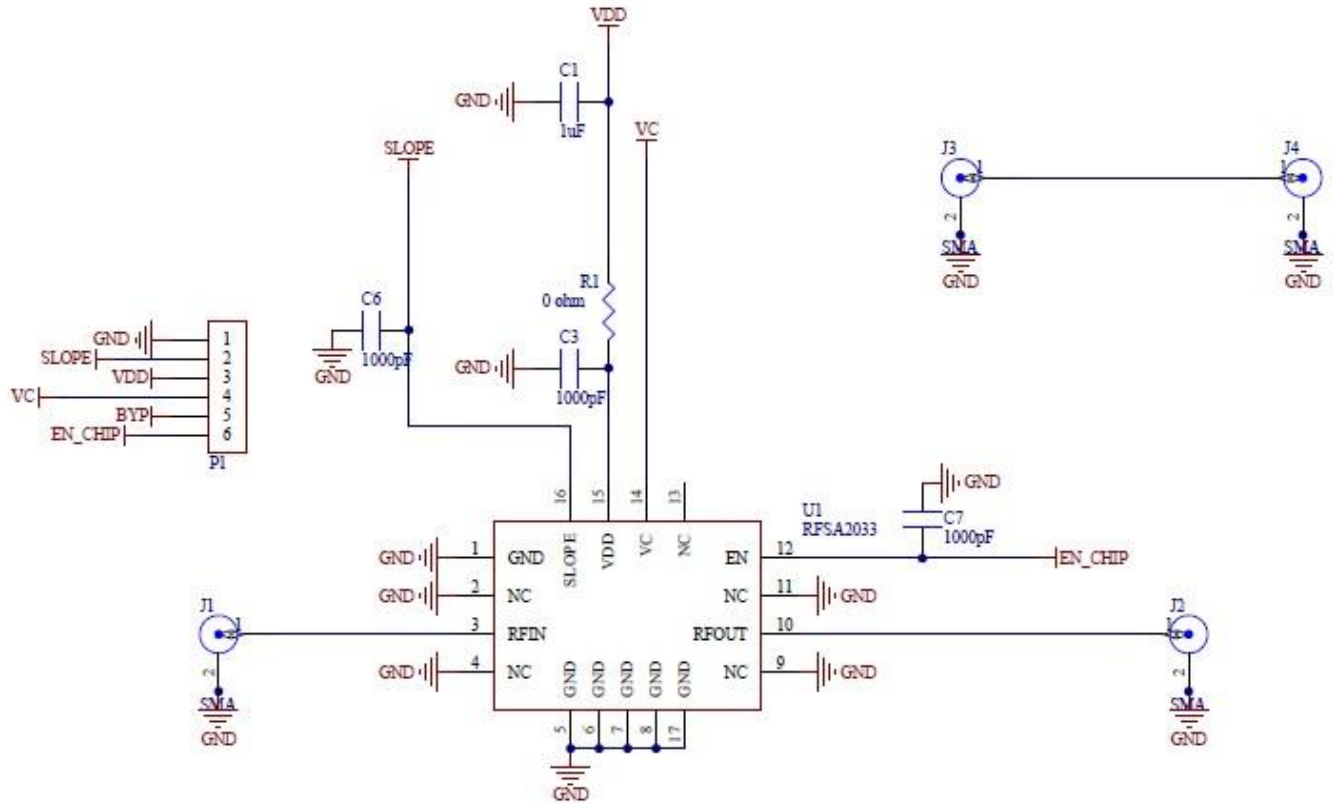 VDD
C1
GND
1uF
VC
SLOPE
J3
J4
1
1
2
2
SMA
SMA
GND
GND
R1
0 ohm
C6
1000pF
GND
C3
GND
1000pF
GND 1
SLOPE 2
VDD 3
VC 4
BYP 5
EN_CHIP 6
P1
16 15 14 13
SLOPE VDD VC NC
U1
RFSA2033
GND
C7
1000pF
GND 1 GND
EN 12 EN_CHIP
GND 2 NC
NC 11 GND
J1
1
3 RFIN
RFOUT 10
J2
1
GND 4 NC
NC 9 GND
GND GND GND GND GND
5 6 7 8 17
GND
2
SMA
GND
2
SMA
GND